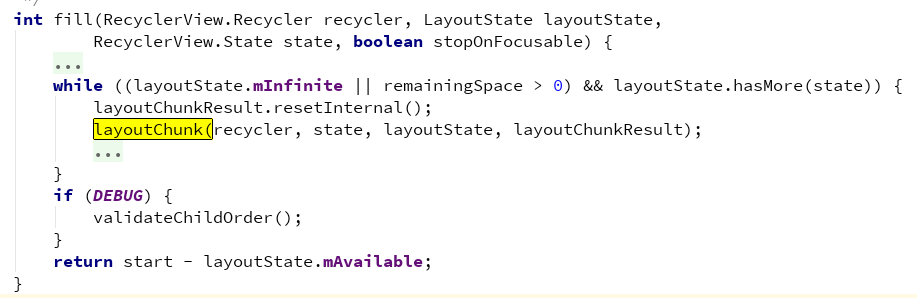 */
int fill(RecyclerView.Recycler recycler, LayoutState layoutState,
        RecyclerView.State state, boolean stopOnFocusable) {
    ...
    while ((layoutState.mInfinite || remainingSpace > 0) && layoutState.hasMore(state)) {
        layoutChunkResult.resetInternal();
        layoutChunk(recycler, state, layoutState, layoutChunkResult);
        ...
    }
    if (DEBUG) {
        validateChildOrder();
    }
    return start - layoutState.mAvailable;
}